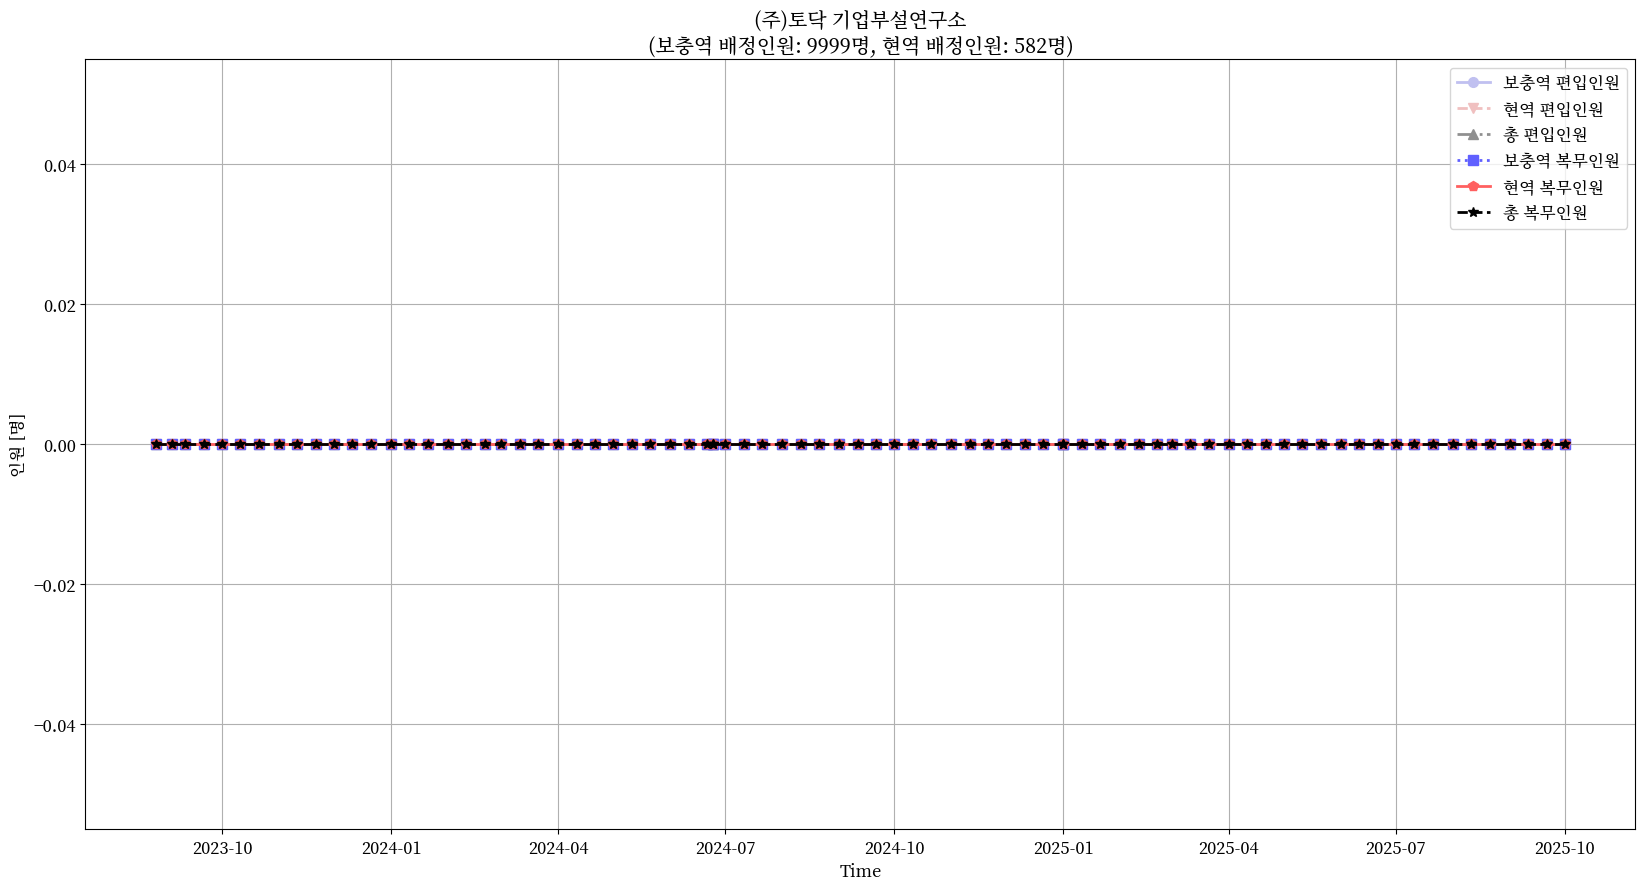 (주)토닥 기업부설연구소
(보충역 배정인원: 9999명, 현역 배정인원: 582명)
보충역 편입인원
현역 편입인원
총 편입인원
보충역 복무인원
현역 복무인원
총 복무인원
0.04
0.02
0.00
−0.02
−0.04
인원 [명]
2023-10
2024-01
2024-04
2024-07
2024-10
2025-01
2025-04
2025-07
2025-10
Time